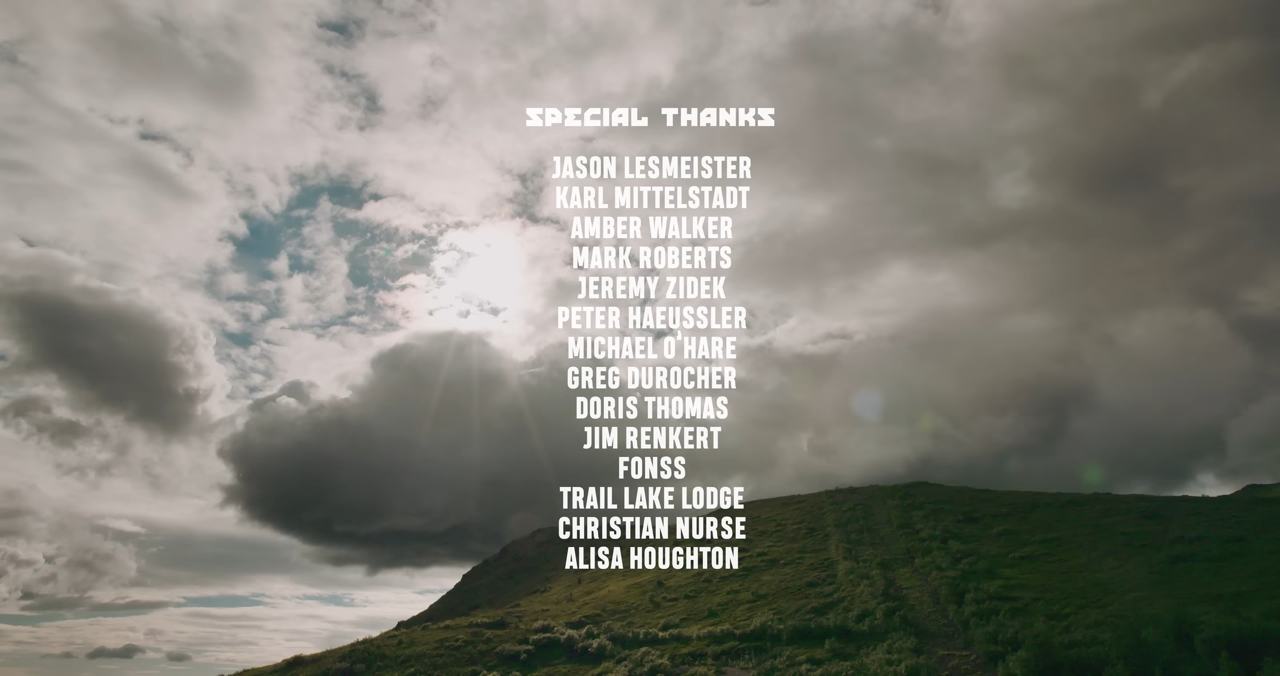 SPECIAL THANKS
JASON LESMEISTER
KARL MITTELSTADT
AMBER WALKER
MARK ROBERTS
JEREMY ZIDEK
PETER HAEUSSLER
MICHAEL O'HARE
GREG DUROCHER
DORIS THOMAS
JIM RENKERT
FONSS
TRAIL LAKE LODGE
CHRISTIAN NURSE
ALISA HOUGHTON